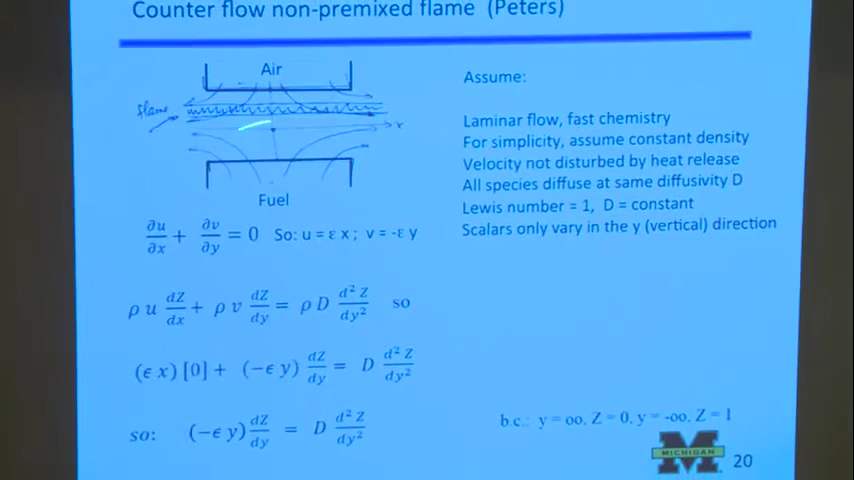 Counter flow non-premixed flame (Peters)
Air
flame
x
Fuel
Assume:
Laminar flow, fast chemistry
For simplicity, assume constant density
Velocity not disturbed by heat release
All species diffuse at same diffusivity D
Lewis number = 1, D = constant
Scalars only vary in the y (vertical) direction
∂u/∂x + ∂v/∂y = 0 So: u = ε x ; v = -ε y
ρ u dZ/dx + ρ v dZ/dy = ρ D d² Z/dy² so
(ϵ x) [0] + (−ϵ y) dZ/dy = D d² Z/dy²
so: (−ϵ y) dZ/dy = D d² Z/dy²
b.c.: y = oo, Z = 0, y = -oo, Z = 1
M
MICHIGAN
20